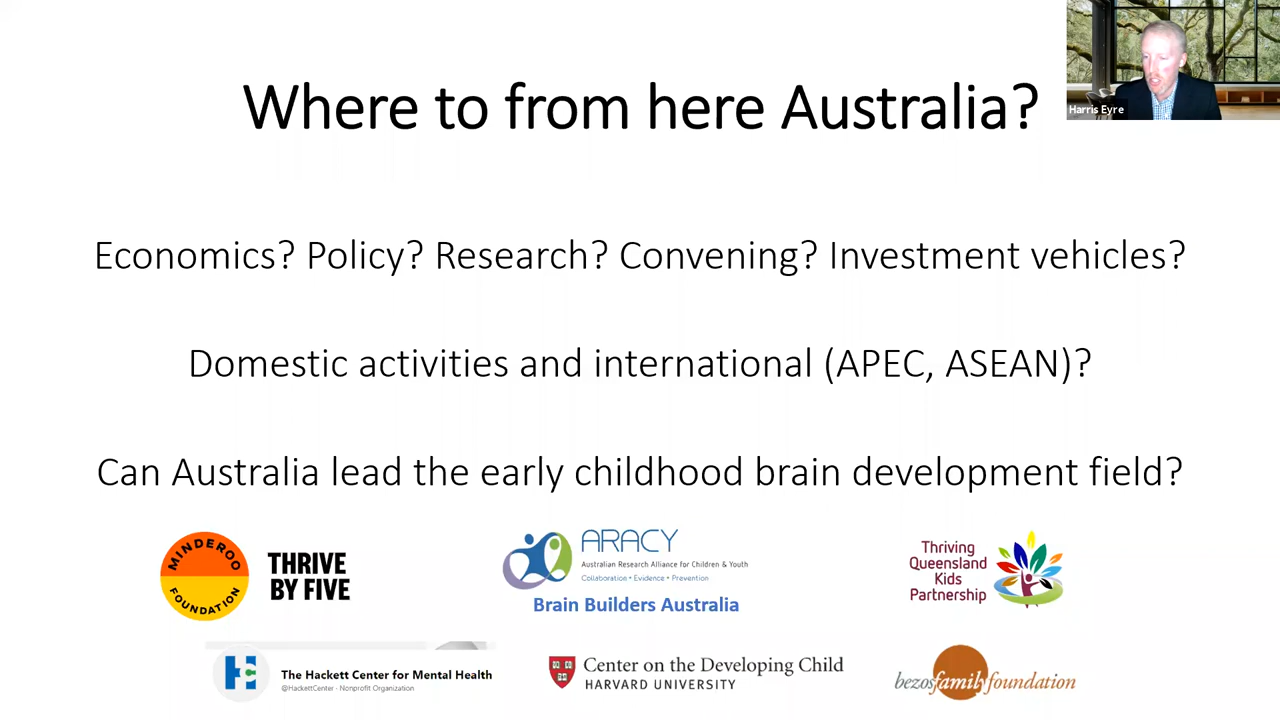 Where to from here Australia?
Harris Eyre
Economics? Policy? Research? Convening? Investment vehicles?
Domestic activities and international (APEC, ASEAN)?
Can Australia lead the early childhood brain development field?
MINDEROO
FOUNDATION
THRIVE
BY FIVE
ARACY
Australian Research Alliance for Children & Youth
Collaboration • Evidence • Prevention
Brain Builders Australia
Thriving
Queensland
Kids
Partnership
The Hackett Center for Mental Health
@HackettCenter · Nonprofit Organization
Center on the Developing Child
HARVARD UNIVERSITY
bezosfamilyfoundation